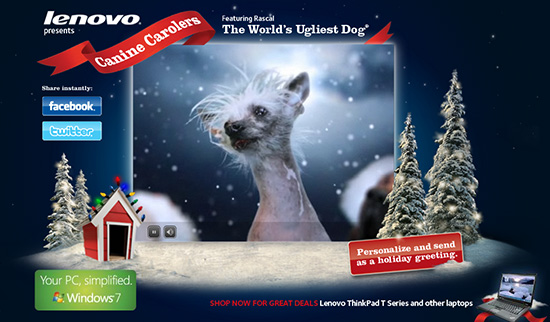 lenovo
presents
Canine Carolers
Featuring Rascal
The World's Ugliest Dog®
Share instantly:
facebook.
twitter
Personalize and send
as a holiday greeting.
Your PC, simplified.
Windows 7
SHOP NOW FOR GREAT DEALS Lenovo ThinkPad T Series and other laptops